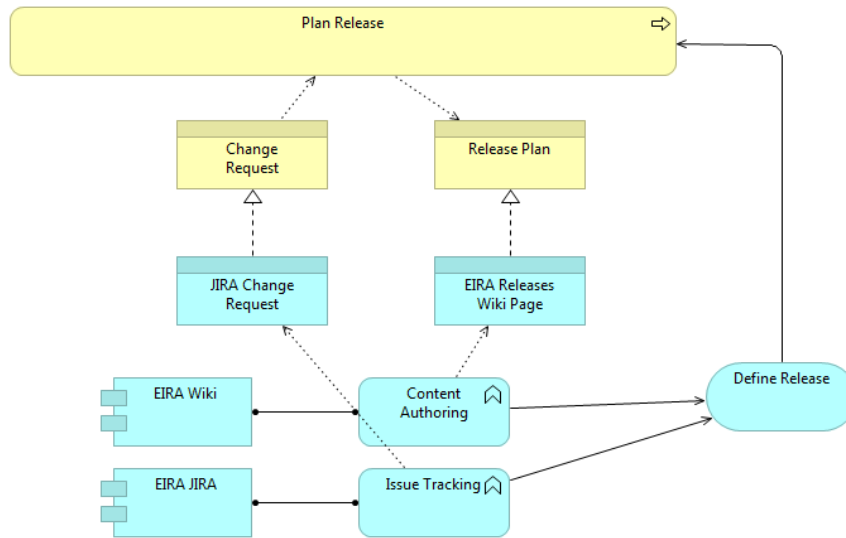 Plan Release
Change
Request
Release Plan
JIRA Change
Request
EIRA Releases
Wiki Page
EIRA Wiki
Content
Authoring
Define Release
EIRA JIRA
Issue Tracking